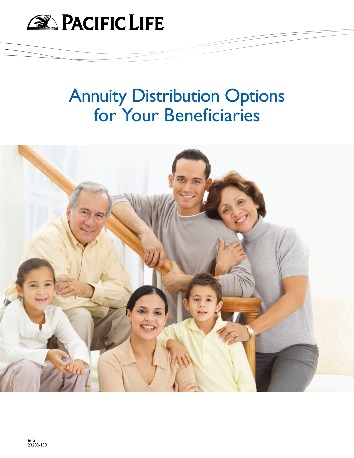 PACIFIC LIFE
Annuity Distribution Options
for Your Beneficiaries